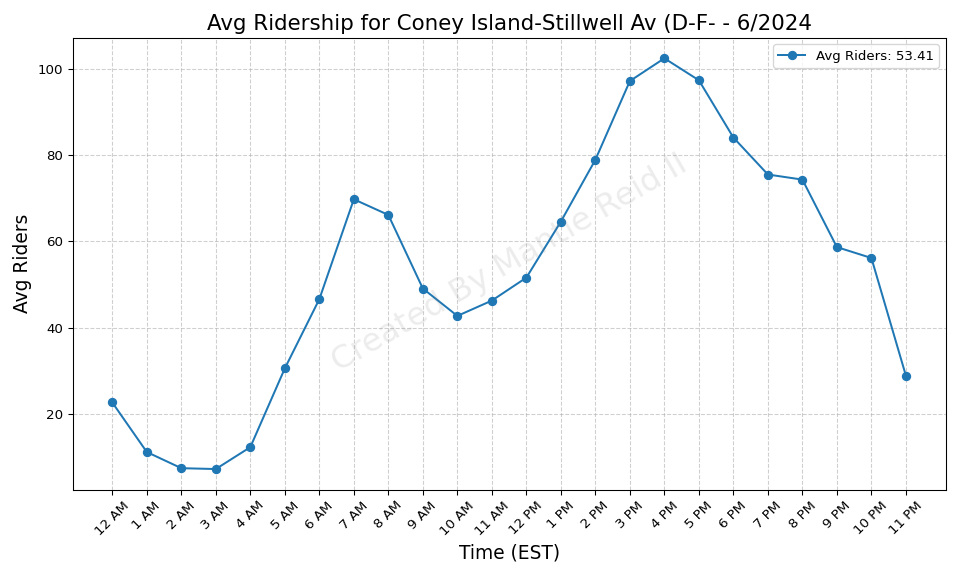 Avg Ridership for Coney Island-Stillwell Av (D-F- - 6/2024
Avg Riders: 53.41
100
80
60
40
20
Avg Riders
Created By Mantle Reid II
12 AM
1 AM
2 AM
3 AM
4 AM
5 AM
6 AM
7 AM
8 AM
9 AM
10 AM
11 AM
12 PM
1 PM
2 PM
3 PM
4 PM
5 PM
6 PM
7 PM
8 PM
9 PM
10 PM
11 PM
Time (EST)